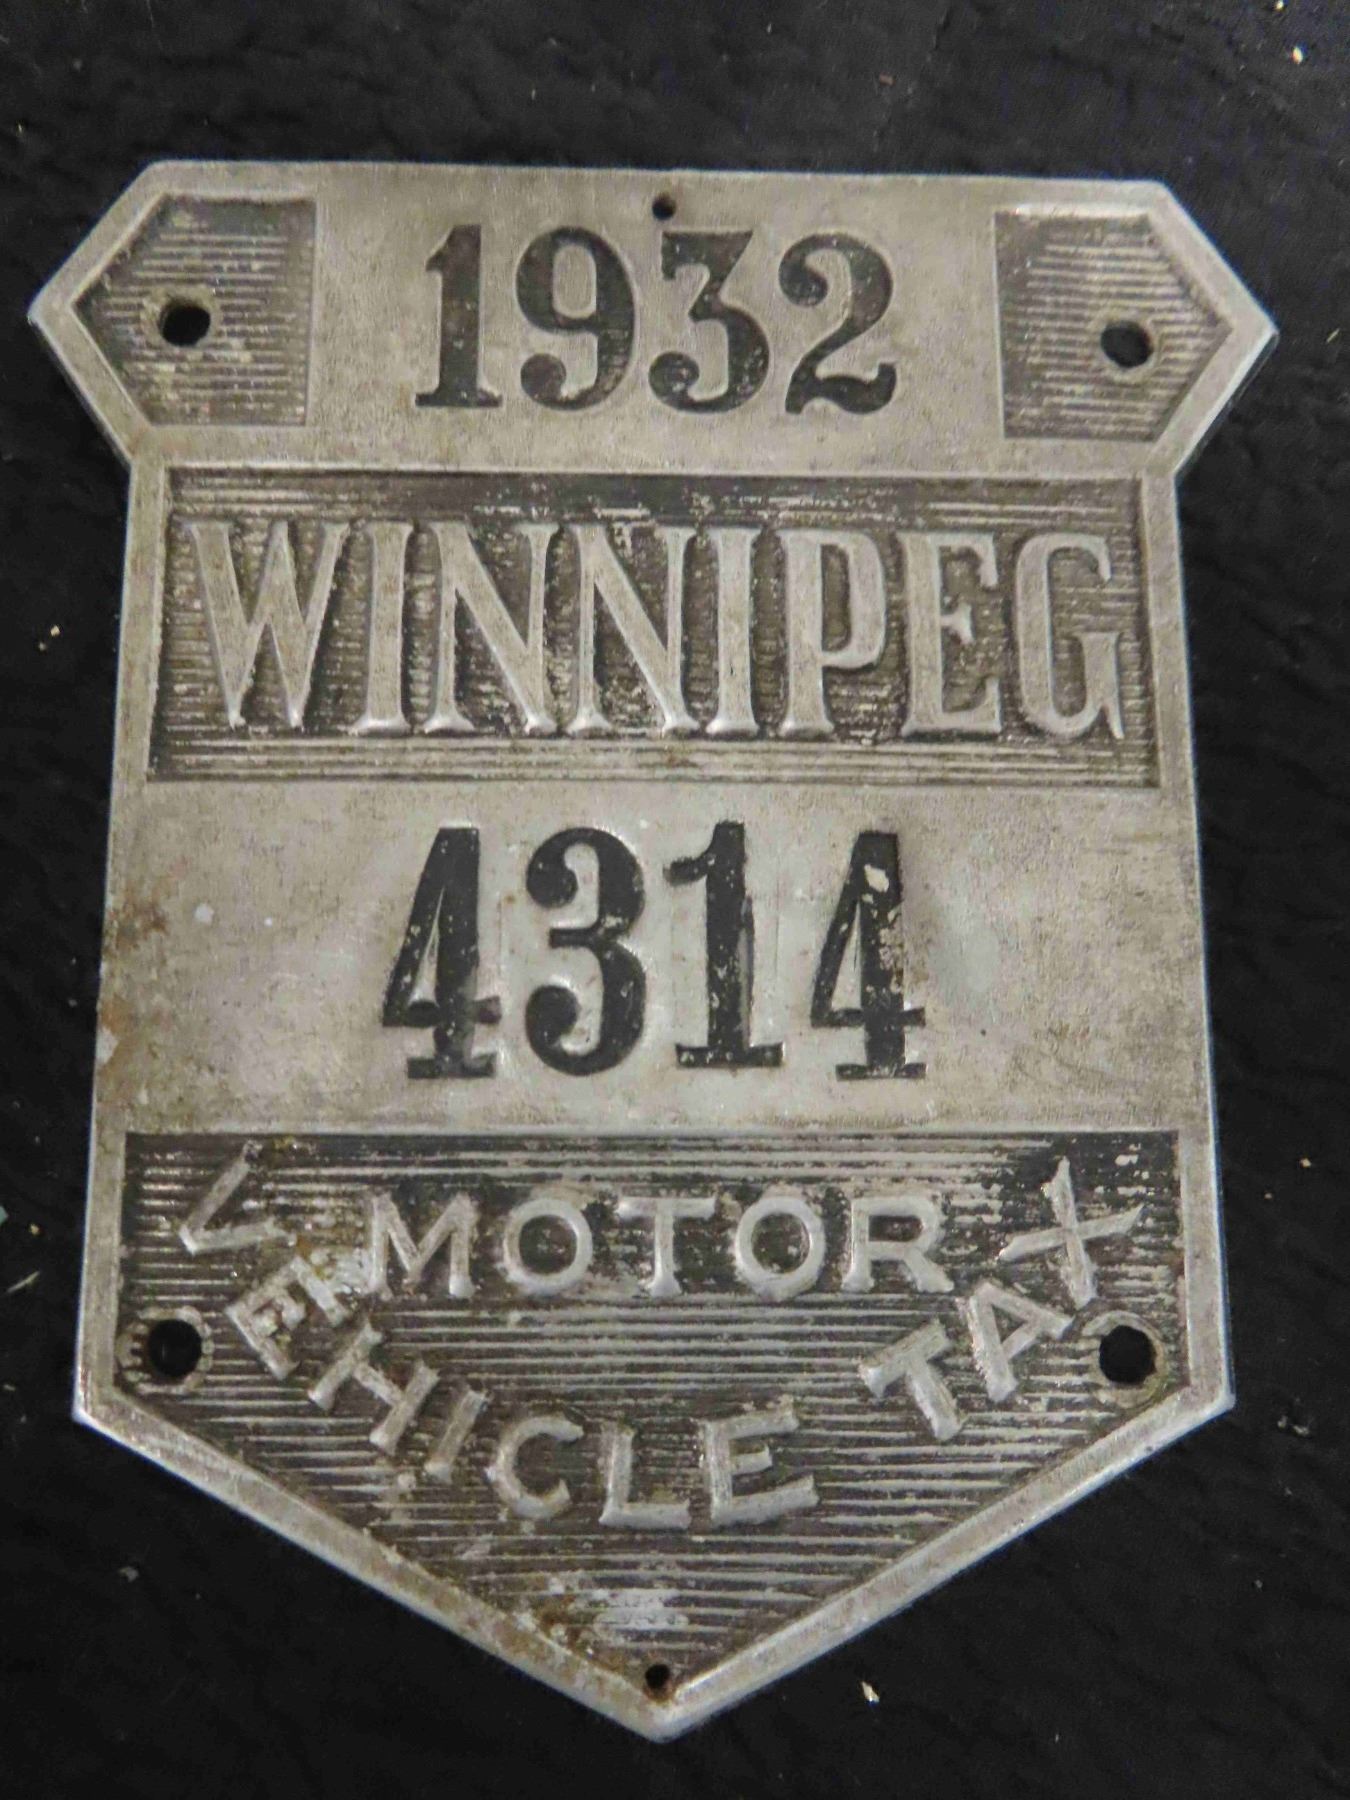 1932
WINNIPEG
4314
MOTOR
VEHICLE TAX